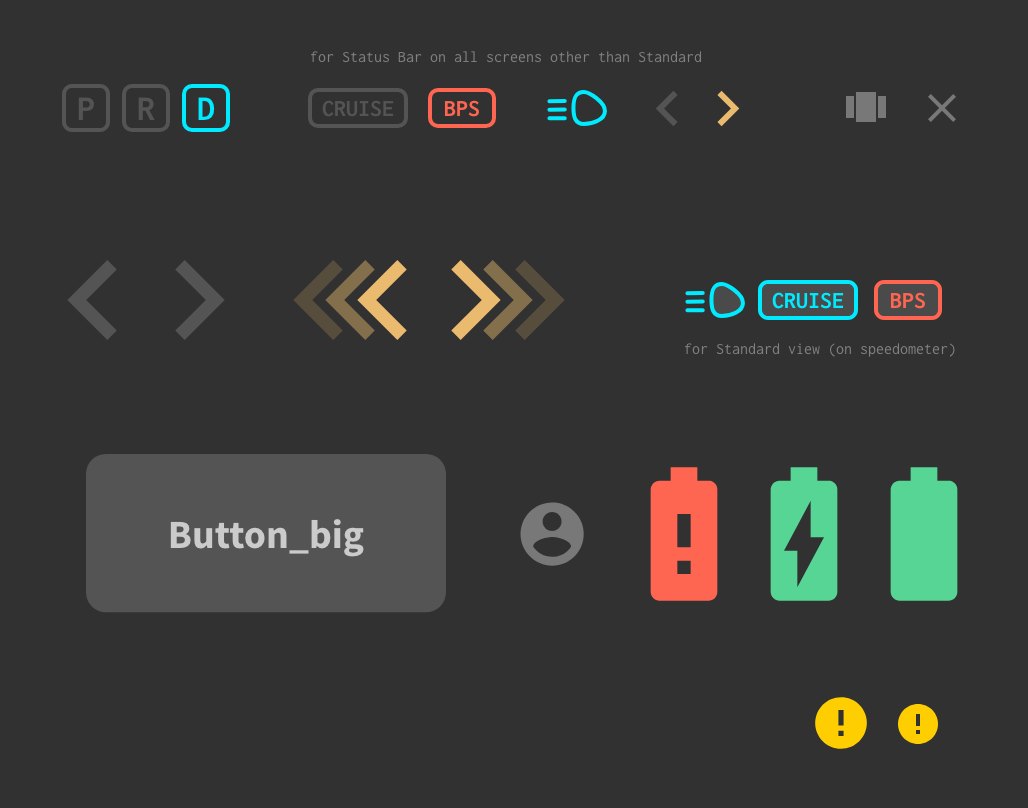 for Status Bar on all screens other than Standard
P R D CRUISE BPS
CRUISE BPS
for Standard view (on speedometer)
Button_big
!
! !